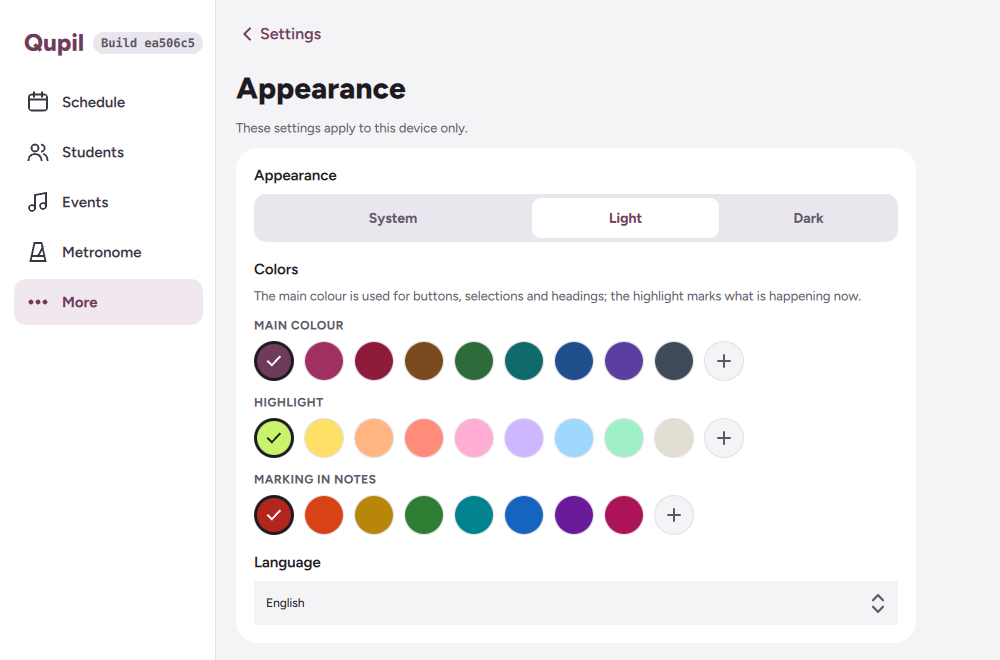 Qupil
Build ea506c5
Schedule
Students
Events
Metronome
More
Settings
Appearance
These settings apply to this device only.
Appearance
System
Light
Dark
Colors
The main colour is used for buttons, selections and headings; the highlight marks what is happening now.
MAIN COLOUR
HIGHLIGHT
MARKING IN NOTES
Language
English